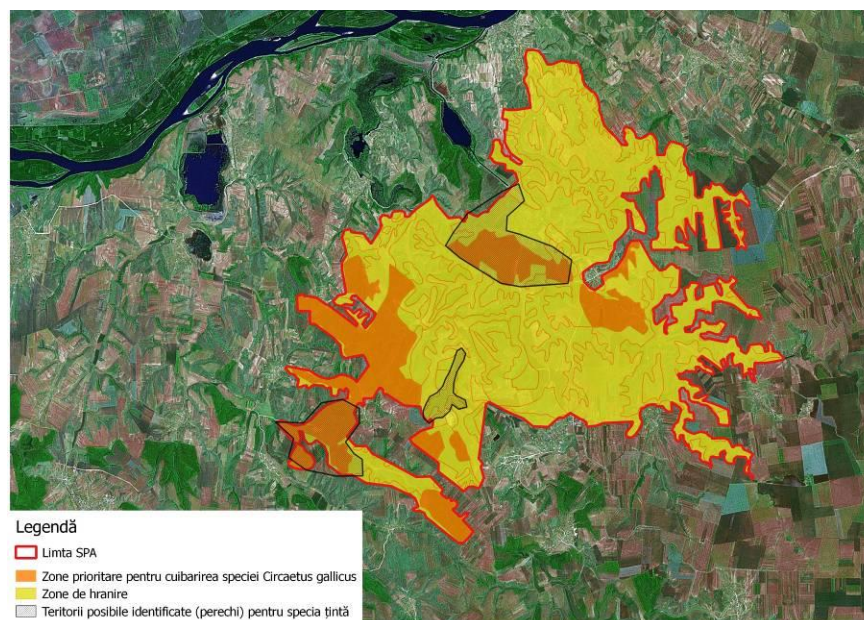 Legendă
Limta SPA
Zone prioritare pentru cuibarirea speciei Circaetus gallicus
Zone de hranire
Teritorii posibile identificate (perechi) pentru specia țintă